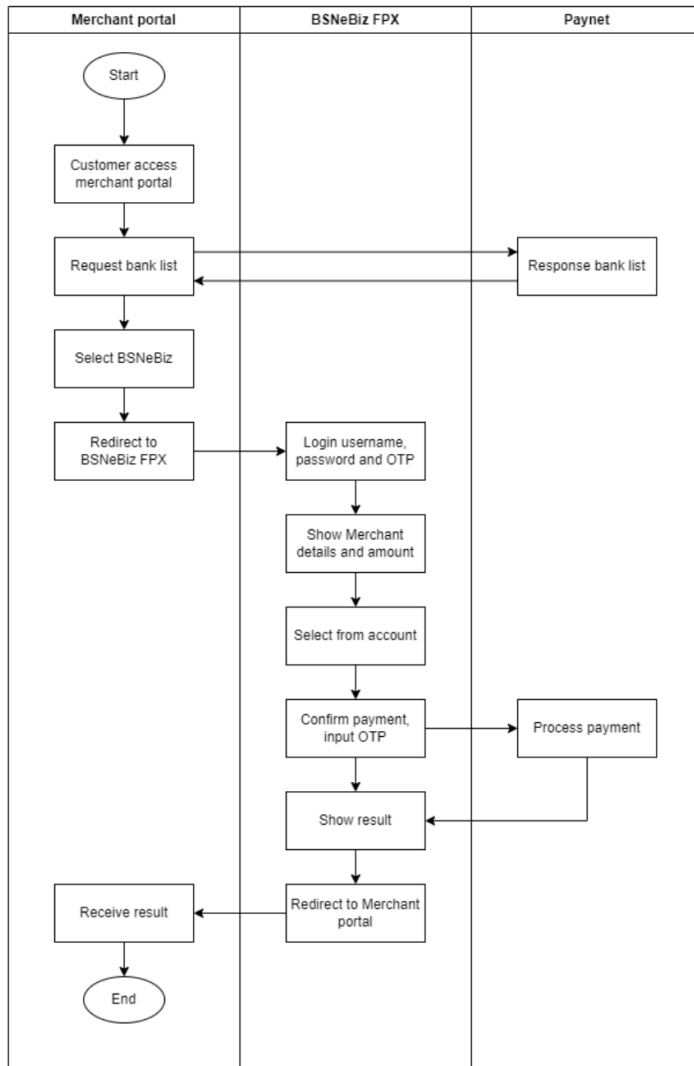 Merchant portal
BSNeBiz FPX
Paynet
Start
Customer access
merchant portal
Request bank list
Response bank list
Select BSNeBiz
Redirect to
BSNeBiz FPX
Login username,
password and OTP
Show Merchant
details and amount
Select from account
Confirm payment,
input OTP
Process payment
Show result
Redirect to Merchant
portal
Receive result
End